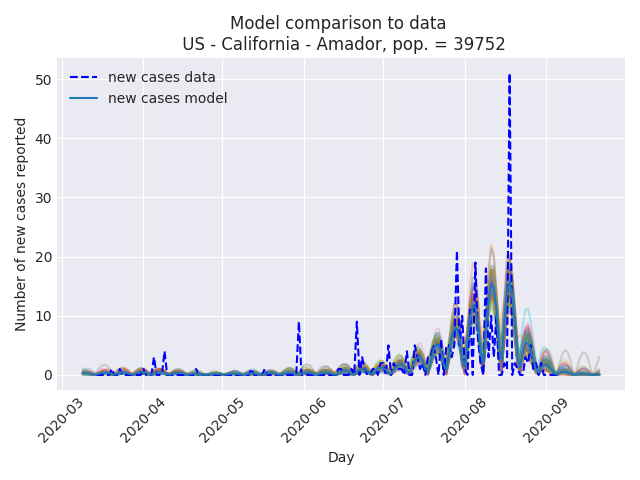 Model comparison to data
US - California - Amador, pop. = 39752
new cases data
new cases model
Number of new cases reported
50
40
30
20
10
0
2020-03
2020-04
2020-05
2020-06
2020-07
2020-08
2020-09
Day